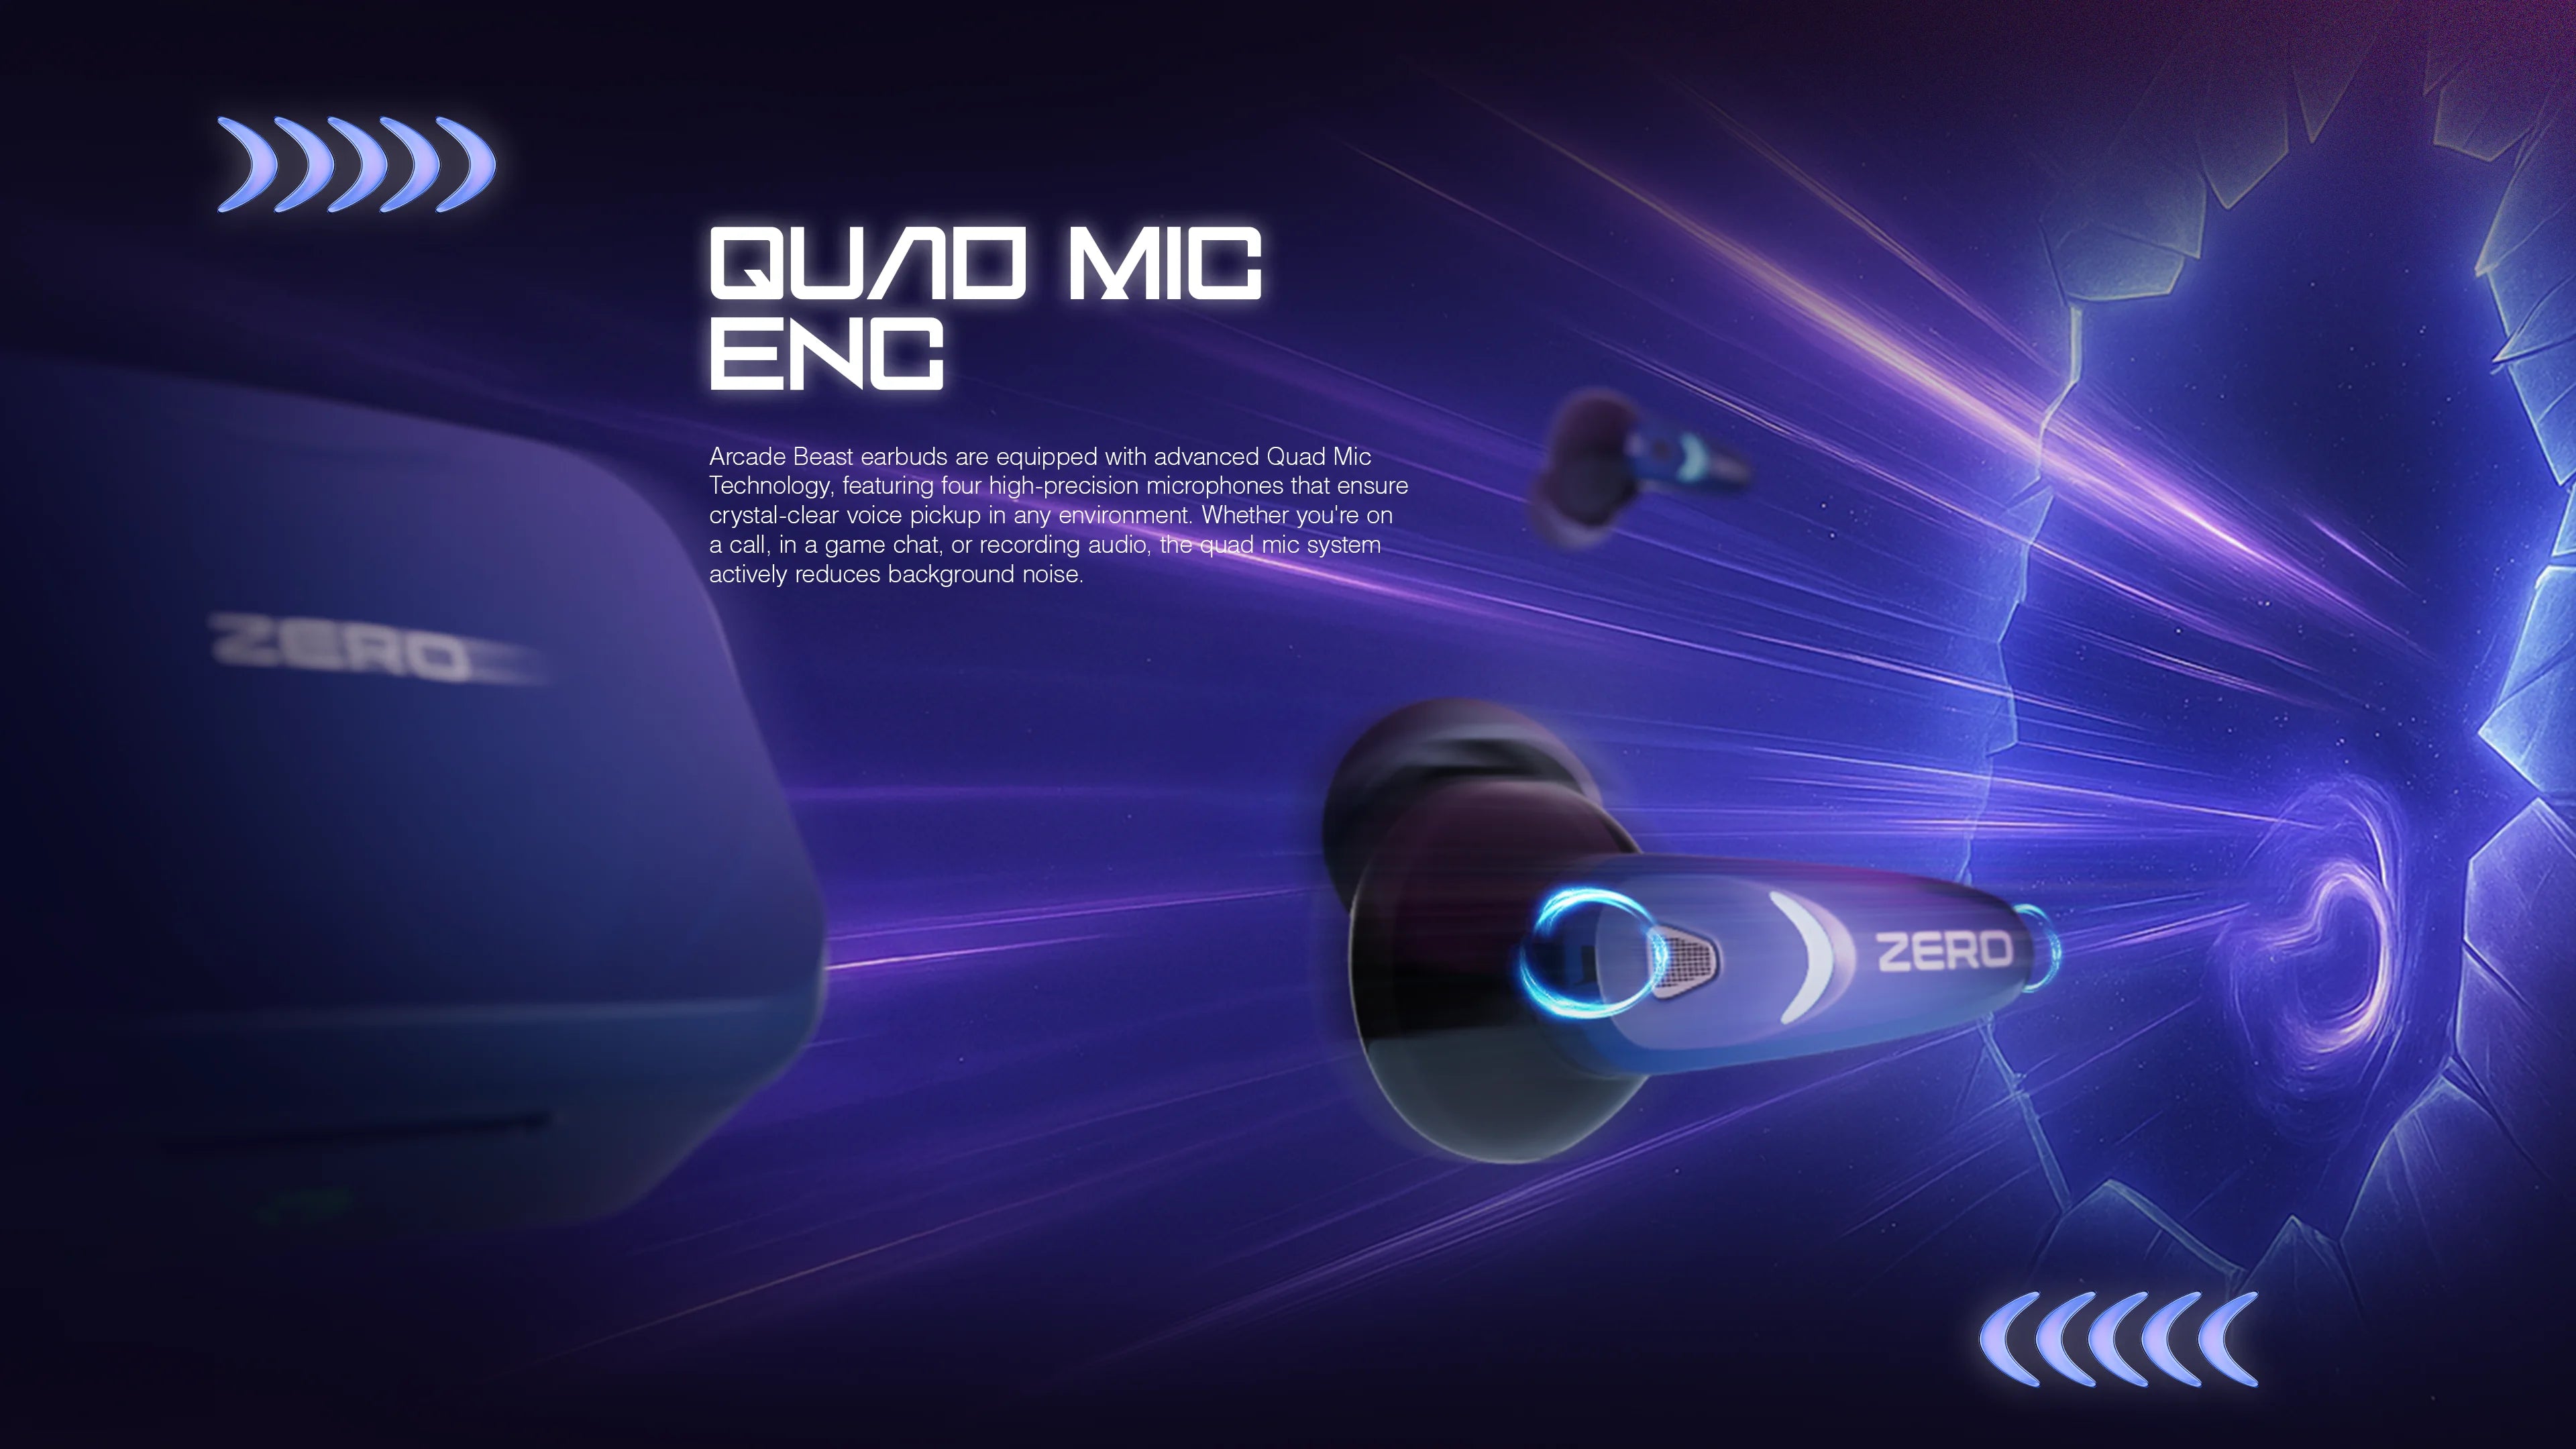 QUAD MIC
ENC
Arcade Beast earbuds are equipped with advanced Quad Mic
Technology, featuring four high-precision microphones that ensure
crystal-clear voice pickup in any environment. Whether you're on
a call, in a game chat, or recording audio, the quad mic system
actively reduces background noise.
ZERO
ZERO